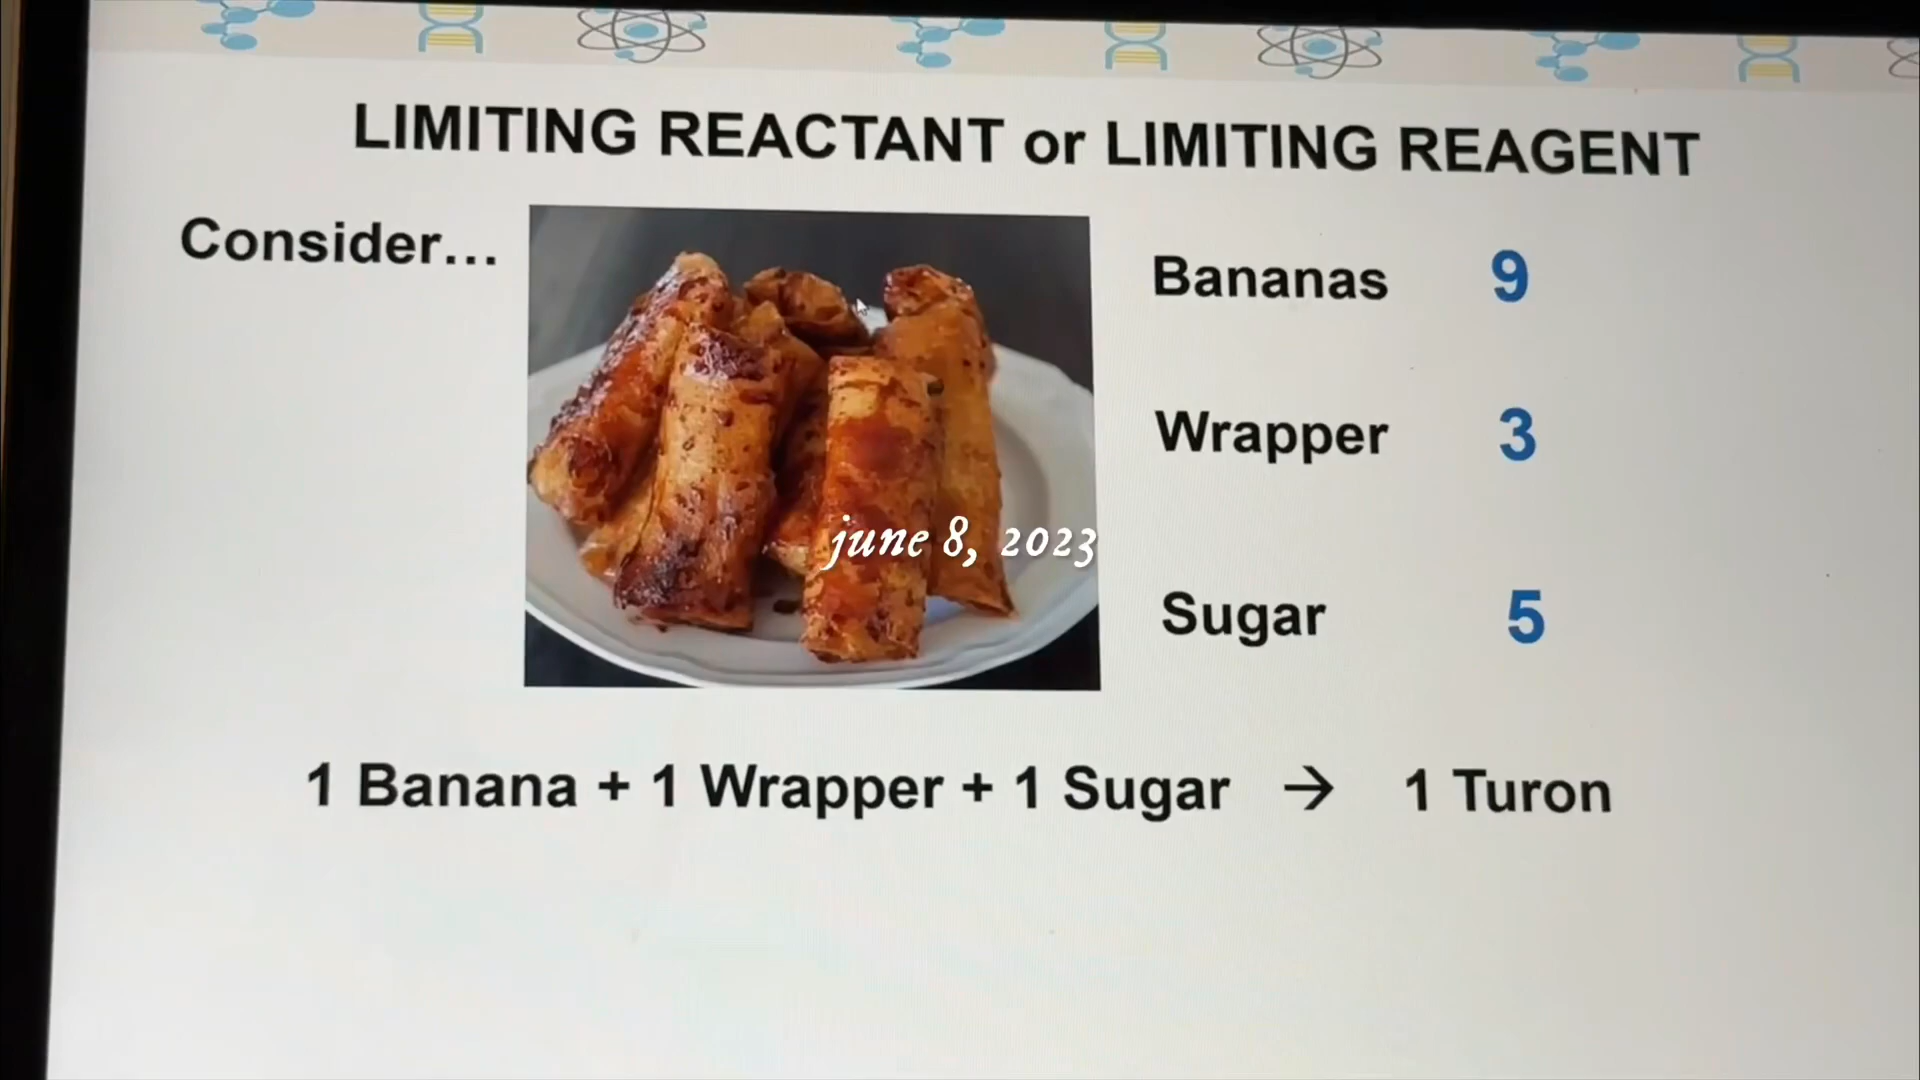 LIMITING REACTANT or LIMITING REAGENT
Consider...
Bananas 9
Wrapper 3
june 8, 2023
Sugar 5
1 Banana + 1 Wrapper + 1 Sugar → 1 Turon